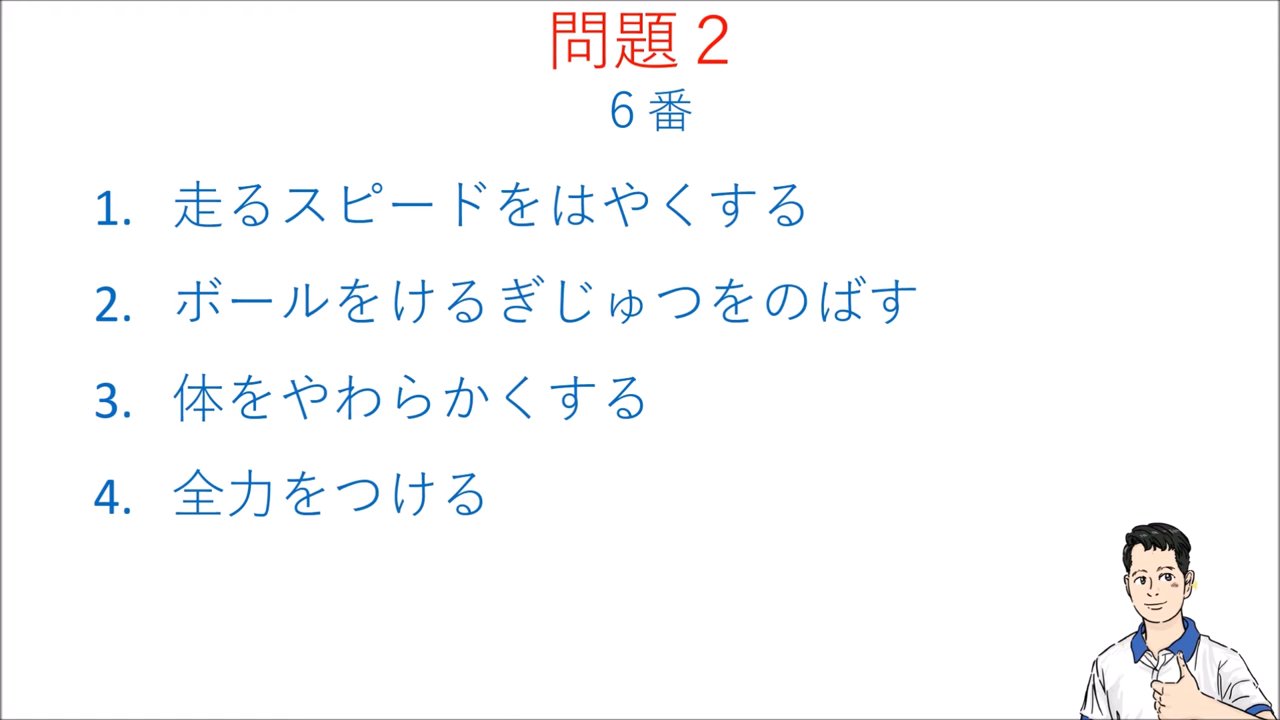 問題２
６番
1. 走るスピードをはやくする
2. ボールをけるぎじゅつをのばす
3. 体をやわらかくする
4. 全力をつける